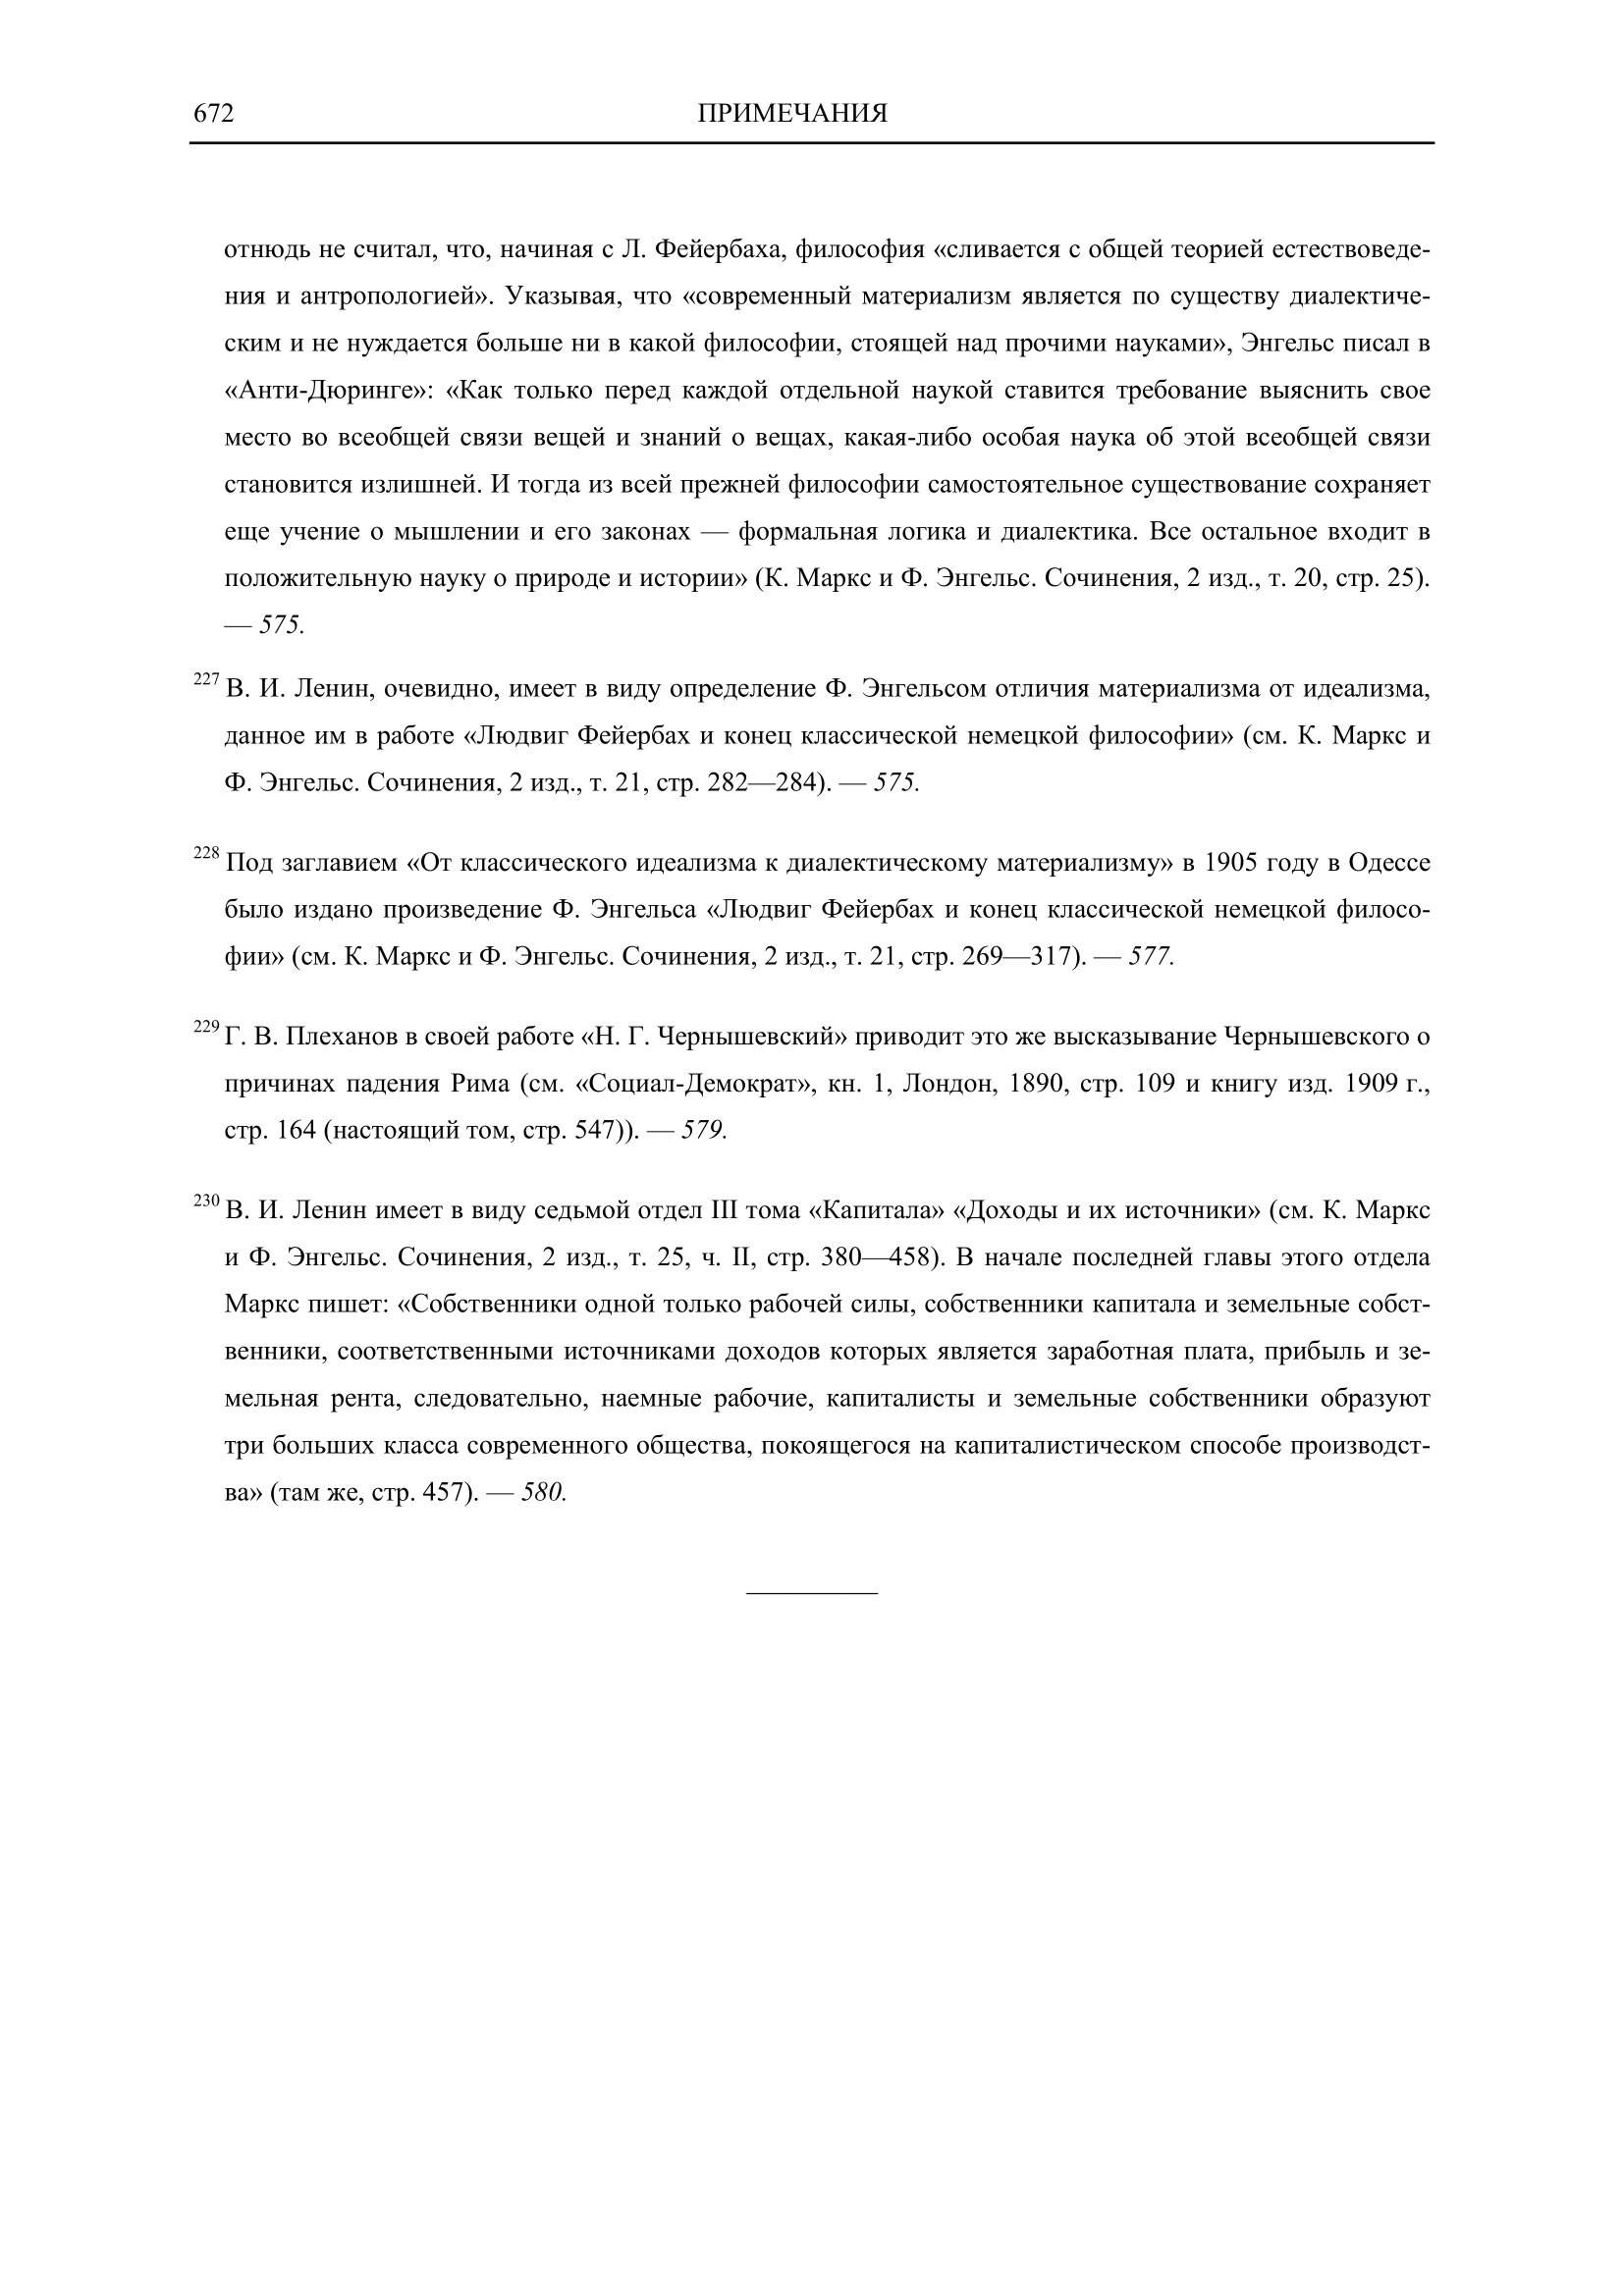 672 ПРИМЕЧАНИЯ
отнюдь не считал, что, начиная с Л. Фейербаха, философия «сливается с общей теорией естествоведе-
ния и антропологией». Указывая, что «современный материализм является по существу диалектиче-
ским и не нуждается больше ни в какой философии, стоящей над прочими науками», Энгельс писал в
«Анти-Дюринге»: «Как только перед каждой отдельной наукой ставится требование выяснить свое
место во всеобщей связи вещей и знаний о вещах, какая-либо особая наука об этой всеобщей связи
становится излишней. И тогда из всей прежней философии самостоятельное существование сохраняет
еще учение о мышлении и его законах — формальная логика и диалектика. Все остальное входит в
положительную науку о природе и истории» (К. Маркс и Ф. Энгельс. Сочинения, 2 изд., т. 20, стр. 25).
— 575.
227 В. И. Ленин, очевидно, имеет в виду определение Ф. Энгельсом отличия материализма от идеализма,
данное им в работе «Людвиг Фейербах и конец классической немецкой философии» (см. К. Маркс и
Ф. Энгельс. Сочинения, 2 изд., т. 21, стр. 282—284). — 575.
228 Под заглавием «От классического идеализма к диалектическому материализму» в 1905 году в Одессе
было издано произведение Ф. Энгельса «Людвиг Фейербах и конец классической немецкой филосо-
фии» (см. К. Маркс и Ф. Энгельс. Сочинения, 2 изд., т. 21, стр. 269—317). — 577.
229 Г. В. Плеханов в своей работе «Н. Г. Чернышевский» приводит это же высказывание Чернышевского о
причинах падения Рима (см. «Социал-Демократ», кн. 1, Лондон, 1890, стр. 109 и книгу изд. 1909 г.,
стр. 164 (настоящий том, стр. 547)). — 579.
230 В. И. Ленин имеет в виду седьмой отдел III тома «Капитала» «Доходы и их источники» (см. К. Маркс
и Ф. Энгельс. Сочинения, 2 изд., т. 25, ч. II, стр. 380—458). В начале последней главы этого отдела
Маркс пишет: «Собственники одной только рабочей силы, собственники капитала и земельные собст-
венники, соответственными источниками доходов которых является заработная плата, прибыль и зе-
мельная рента, следовательно, наемные рабочие, капиталисты и земельные собственники образуют
три больших класса современного общества, покоящегося на капиталистическом способе производст-
ва» (там же, стр. 457). — 580.